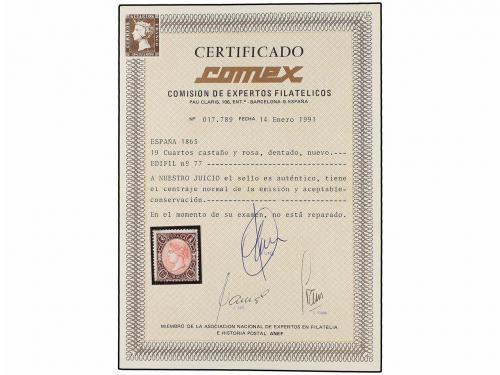 CERTIFICADO
comex
COMISION DE EXPERTOS FILATELICOS
PAU CLARIS, 106, ENT.º - BARCELONA-9-ESPAÑA
Nº 017.789 FECHA 14 Enero 1991
ESPAÑA 1865
19 Cuartos castaño y rosa, dentado, nuevo.
EDIFIL nº 77
A NUESTRO JUICIO el sello es auténtico, tiene
el centraje normal de la emisión y aceptable
conservación.
En el momento de su examen, no está reparado.
MIEMBRO DE LA ASOCIACION NACIONAL DE EXPERTOS EN FILATELIA
E HISTORIA POSTAL ANEF